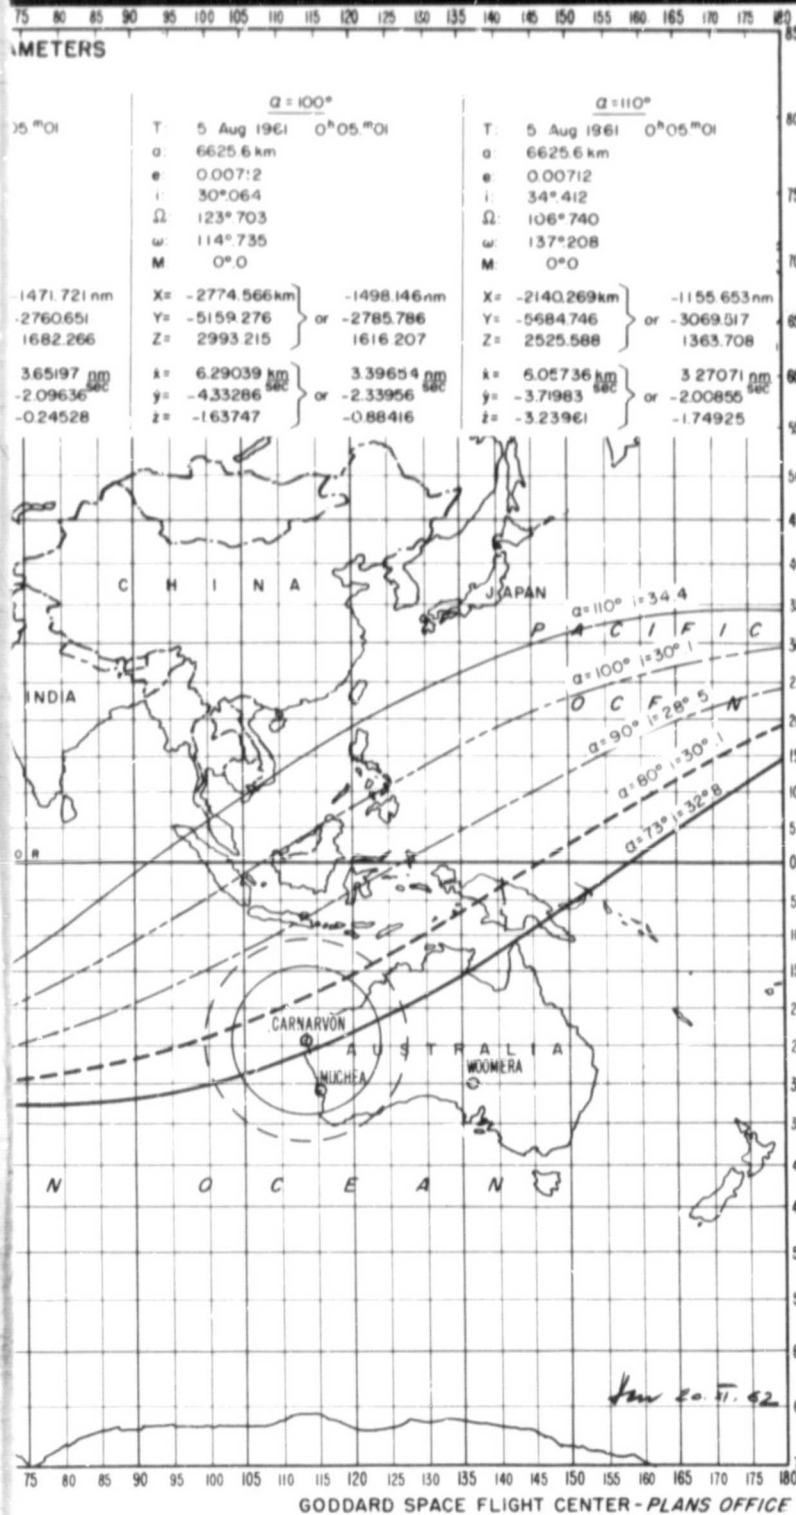 75 80 85 90 95 100 105 110 115 120 125 130 135 140 145 150 155 160 165 170 175 180
AMETERS
α = 100°
α = 110°
05.ᵐ01
T: 5 Aug 1961 0ʰ05.ᵐ01
T: 5 Aug 1961 0ʰ05.ᵐ01
a: 6625.6 km
a: 6625.6 km
e: 0.00712
e: 0.00712
i: 30°.064
i: 34°.412
Ω: 123°.703
Ω: 106°.740
ω: 114°.735
ω: 137°.208
M: 0°.0
M: 0°.0
-1471.721 nm X= -2774.566 km -1498.146 nm X= -2140.269 km -1155.653 nm
-2760.651 Y= -5159.276 or -2785.786 Y= -5684.746 or -3069.517
1682.266 Z= 2993.215 1616.207 Z= 2525.588 1363.708
3.65197 nm/sec ẋ= 6.29039 km/sec 3.39654 nm/sec ẋ= 6.05736 km/sec 3.27071 nm/sec
-2.09636 ẏ= -4.33286 or -2.33956 ẏ= -3.71983 or -2.00855
-0.24528 ż= -1.63747 -0.88416 ż= -3.23961 -1.74925
CHINA
JAPAN
α=110° i=34.4
PACIFIC
α=100° i=30°.1
INDIA
α=90° i=28°.5
α=80° i=30°.1
α=73° i=32°.8
OR
CARNARVON
AUSTRALIA
MUCHEA
WOOMERA
N OCEAN
20. XI. 62
75 80 85 90 95 100 105 110 115 120 125 130 135 140 145 150 155 160 165 170 175 180
GODDARD SPACE FLIGHT CENTER - PLANS OFFICE